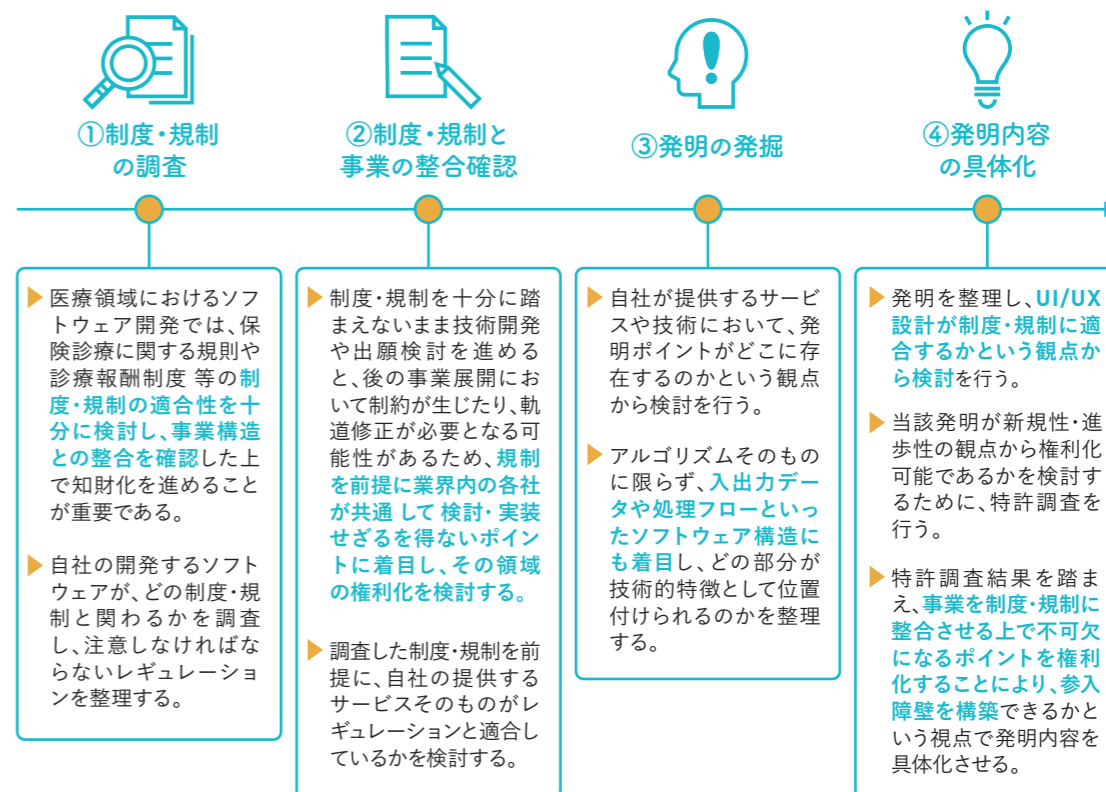 ①制度・規制
の調査
②制度・規制と
事業の整合確認
③発明の発掘
④発明内容
の具体化
医療領域におけるソフ
トウェア開発では、保
険診療に関する規則や
診療報酬制度 等の制
度・規制の適合性を十
分に検討し、事業構造
との整合を確認した上
で知財化を進めること
が重要である。
自社の開発するソフト
ウェアが、どの制度・規
制と関わるかを調査
し、注意しなければな
らないレギュレーショ
ンを整理する。
制度・規制を十分に踏
まえないまま技術開発
や出願検討を進める
と、後の事業展開にお
いて制約が生じたり、軌
道修正が必要となる可
能性があるため、規制
を前提に業界内の各社
が共通 して 検討・ 実装
せざるを得ないポイン
トに着目し、その領域
の権利化を検討する。
調査した制度・規制を前
提に、自社の提供する
サービスそのものがレ
ギュレーションと適合し
ているかを検討する。
自社が提供するサービ
スや技術において、発
明ポイントがどこに存
在するのかという観点
から検討を行う。
アルゴリズムそのもの
に限らず、入出力デー
タや処理フローといっ
たソフトウェア構造に
も着目し、どの部分が
技術的特徴として位置
付けられるのかを整理
する。
発明を整理し、UI/UX
設計が制度・規制に適
合するかという観点か
ら検討を行う。
当該発明が新規性・進
歩性の観点から権利化
可能であるかを検討す
るために、特許調査を
行う。
特許調査結果を踏ま
え、事業を制度・規制に
整合させる上で不可欠
になるポイントを権利
化することにより、参入
障壁を構築できるかと
いう視点で発明内容を
具体化させる。